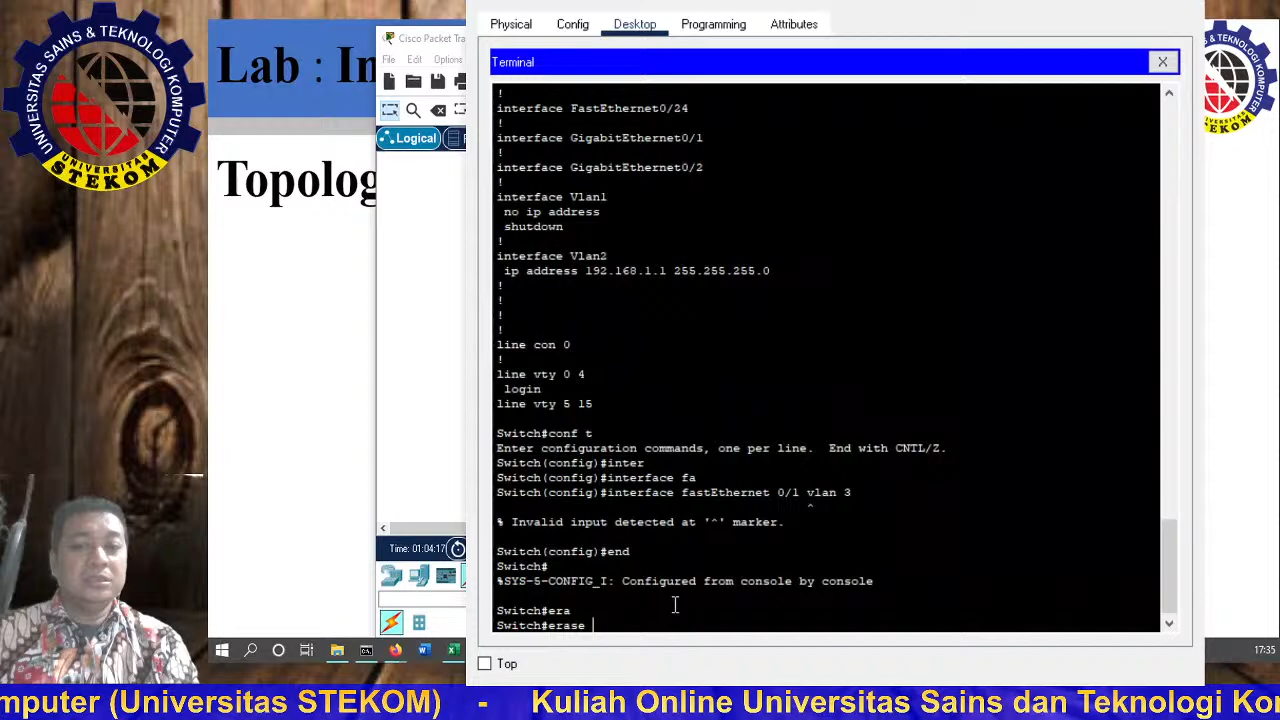 Physical
Config
Desktop
Programming
Attributes
Terminal
X
!
interface FastEthernet0/24
!
interface GigabitEthernet0/1
!
interface GigabitEthernet0/2
!
interface Vlan1
no ip address
shutdown
!
interface Vlan2
ip address 192.168.1.1 255.255.255.0
!
!
!
!
line con 0
!
line vty 0 4
login
line vty 5 15
Switch#conf t
Enter configuration commands, one per line. End with CNTL/Z.
Switch(config)#inter
Switch(config)#interface fa
Switch(config)#interface fastEthernet 0/1 vlan 3
^
% Invalid input detected at '^' marker.
Switch(config)#end
Switch#
%SYS-5-CONFIG_I: Configured from console by console
Switch#era
Switch#erase
Top
Lab : In
Topolog
Cisco Packet Tra
File Edit Options
Logical
Time: 01:04:17
17:35
UNIVERSITAS SAINS & TEKNOLOGI KOMPUTER
STEKOM
STEKOM
mputer (Universitas STEKOM) - Kuliah Online Universitas Sains dan Teknologi Ko